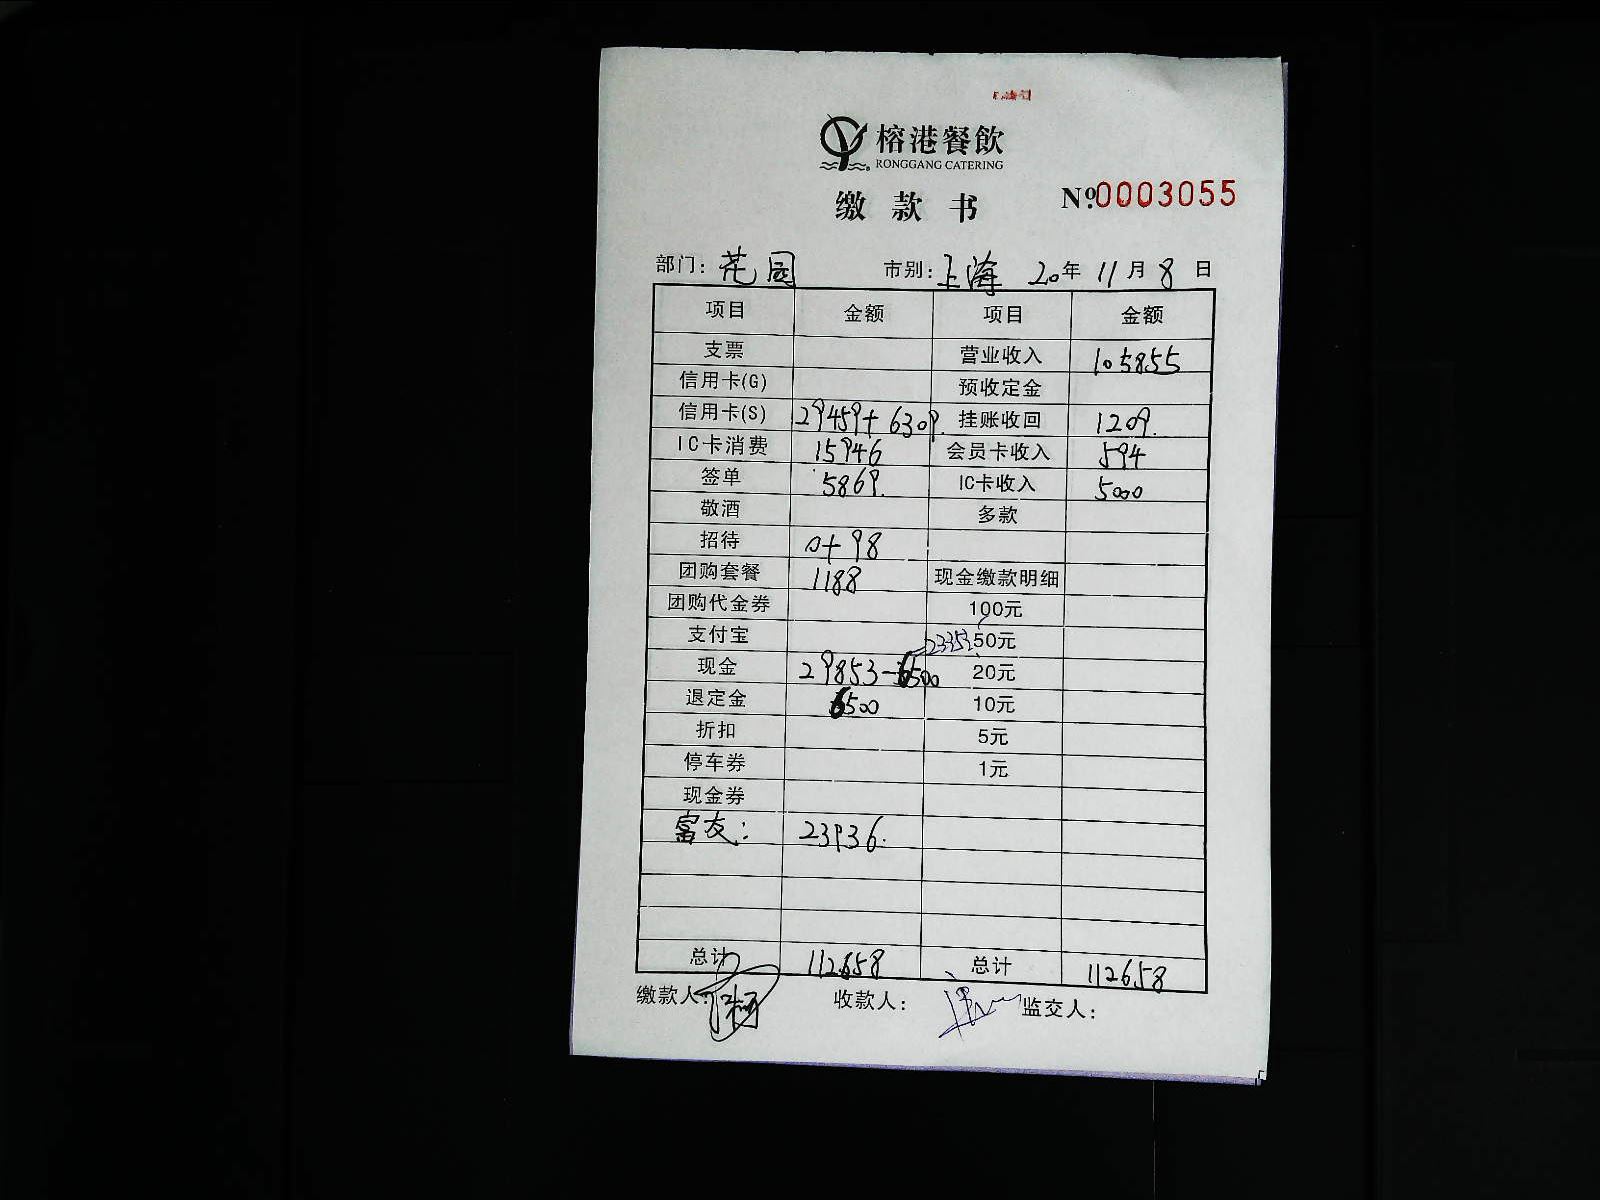 榕港餐飲
RONGGANG CATERING
缴款书 №0003055
部门：花园 市别：上海 20年11月8日
项目 金额 项目 金额
支票 营业收入 105855
信用卡(G) 预收定金
信用卡(S) 29459+6309. 挂账收回 1209.
IC卡消费 15946 会员卡收入 594
签单 5869. IC卡收入 5000
敬酒 多款
招待 0+98
团购套餐 1188 现金缴款明细
团购代金券 100元
支付宝 =23353 50元
现金 29853-6500 20元
退定金 6500 10元
折扣 5元
停车券 1元
现金券
富友： 23936.
总计 112658 总计 112658
缴款人： 收款人： 监交人：